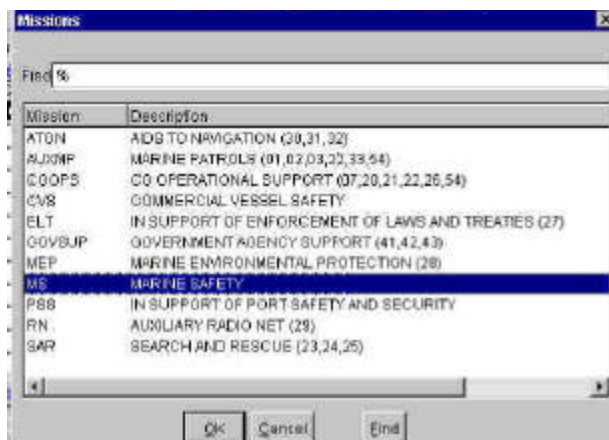 Missions
Find %
Mission Description
ATON AIDS TO NAVIGATION (30,31,32)
AUXMP MARINE PATROLS (01,02,03,22,33,54)
COOPS CG OPERATIONAL SUPPORT (07,20,21,22,26,54)
CVS COMMERCIAL VESSEL SAFETY
ELT IN SUPPORT OF ENFORCEMENT OF LAWS AND TREATIES (27)
GOVSUP GOVERNMENT AGENCY SUPPORT (41,42,43)
MEP MARINE ENVIRONMENTAL PROTECTION (28)
MS MARINE SAFETY
PSS IN SUPPORT OF PORT SAFETY AND SECURITY
RN AUXILIARY RADIO NET (29)
SAR SEARCH AND RESCUE (23,24,25)
OK Cancel Find